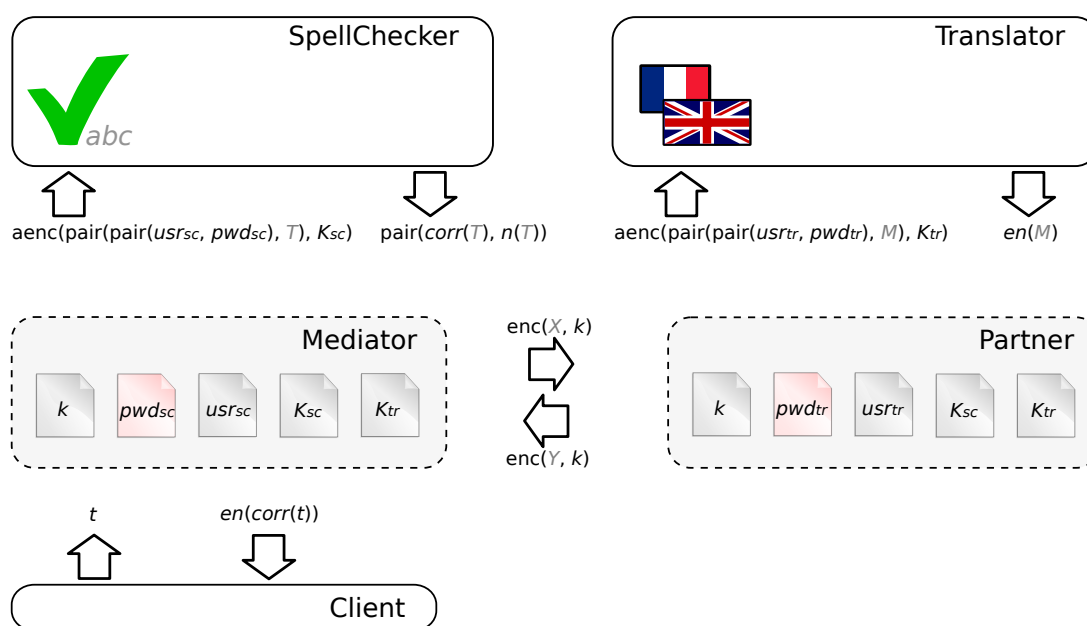 SpellChecker
Translator
abc
aenc(pair(pair(usrsc, pwdsc), T), Ksc)
pair(corr(T), n(T))
aenc(pair(pair(usrtr, pwdtr), M), Ktr)
en(M)
Mediator
enc(X, k)
Partner
k
pwdsc
usrsc
Ksc
Ktr
k
pwdtr
usrtr
Ksc
Ktr
enc(Y, k)
t
en(corr(t))
Client